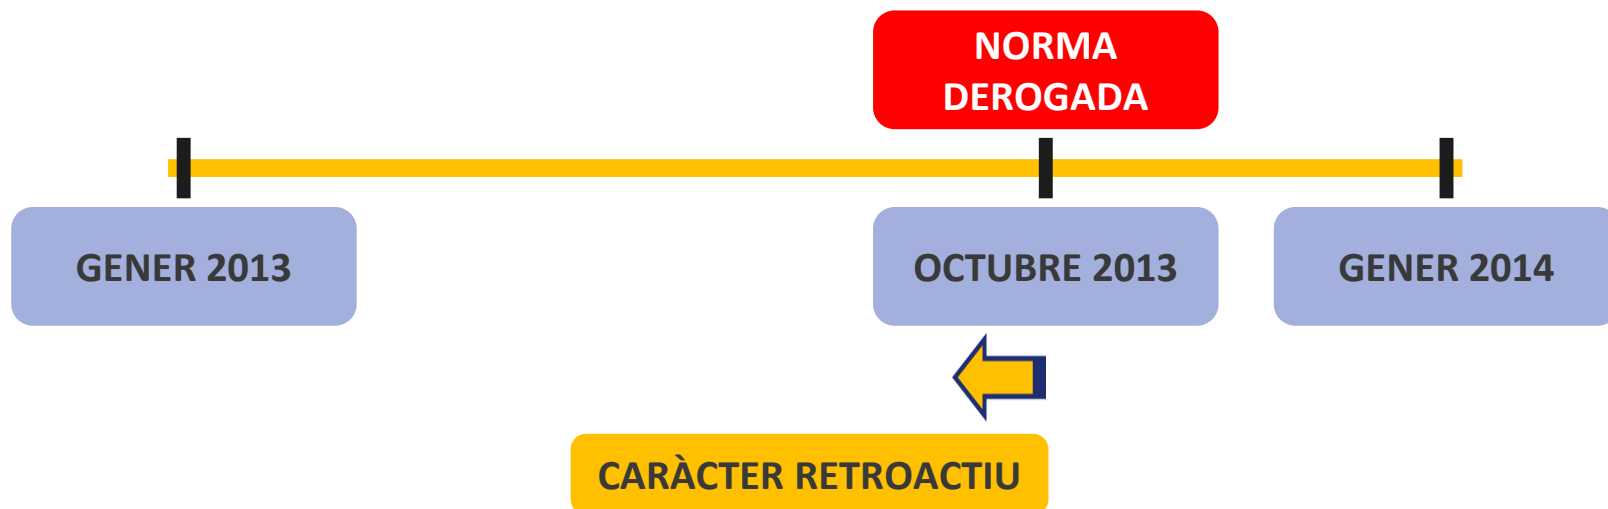 NORMA
DEROGADA
GENER 2013
OCTUBRE 2013
GENER 2014
CARÀCTER RETROACTIU